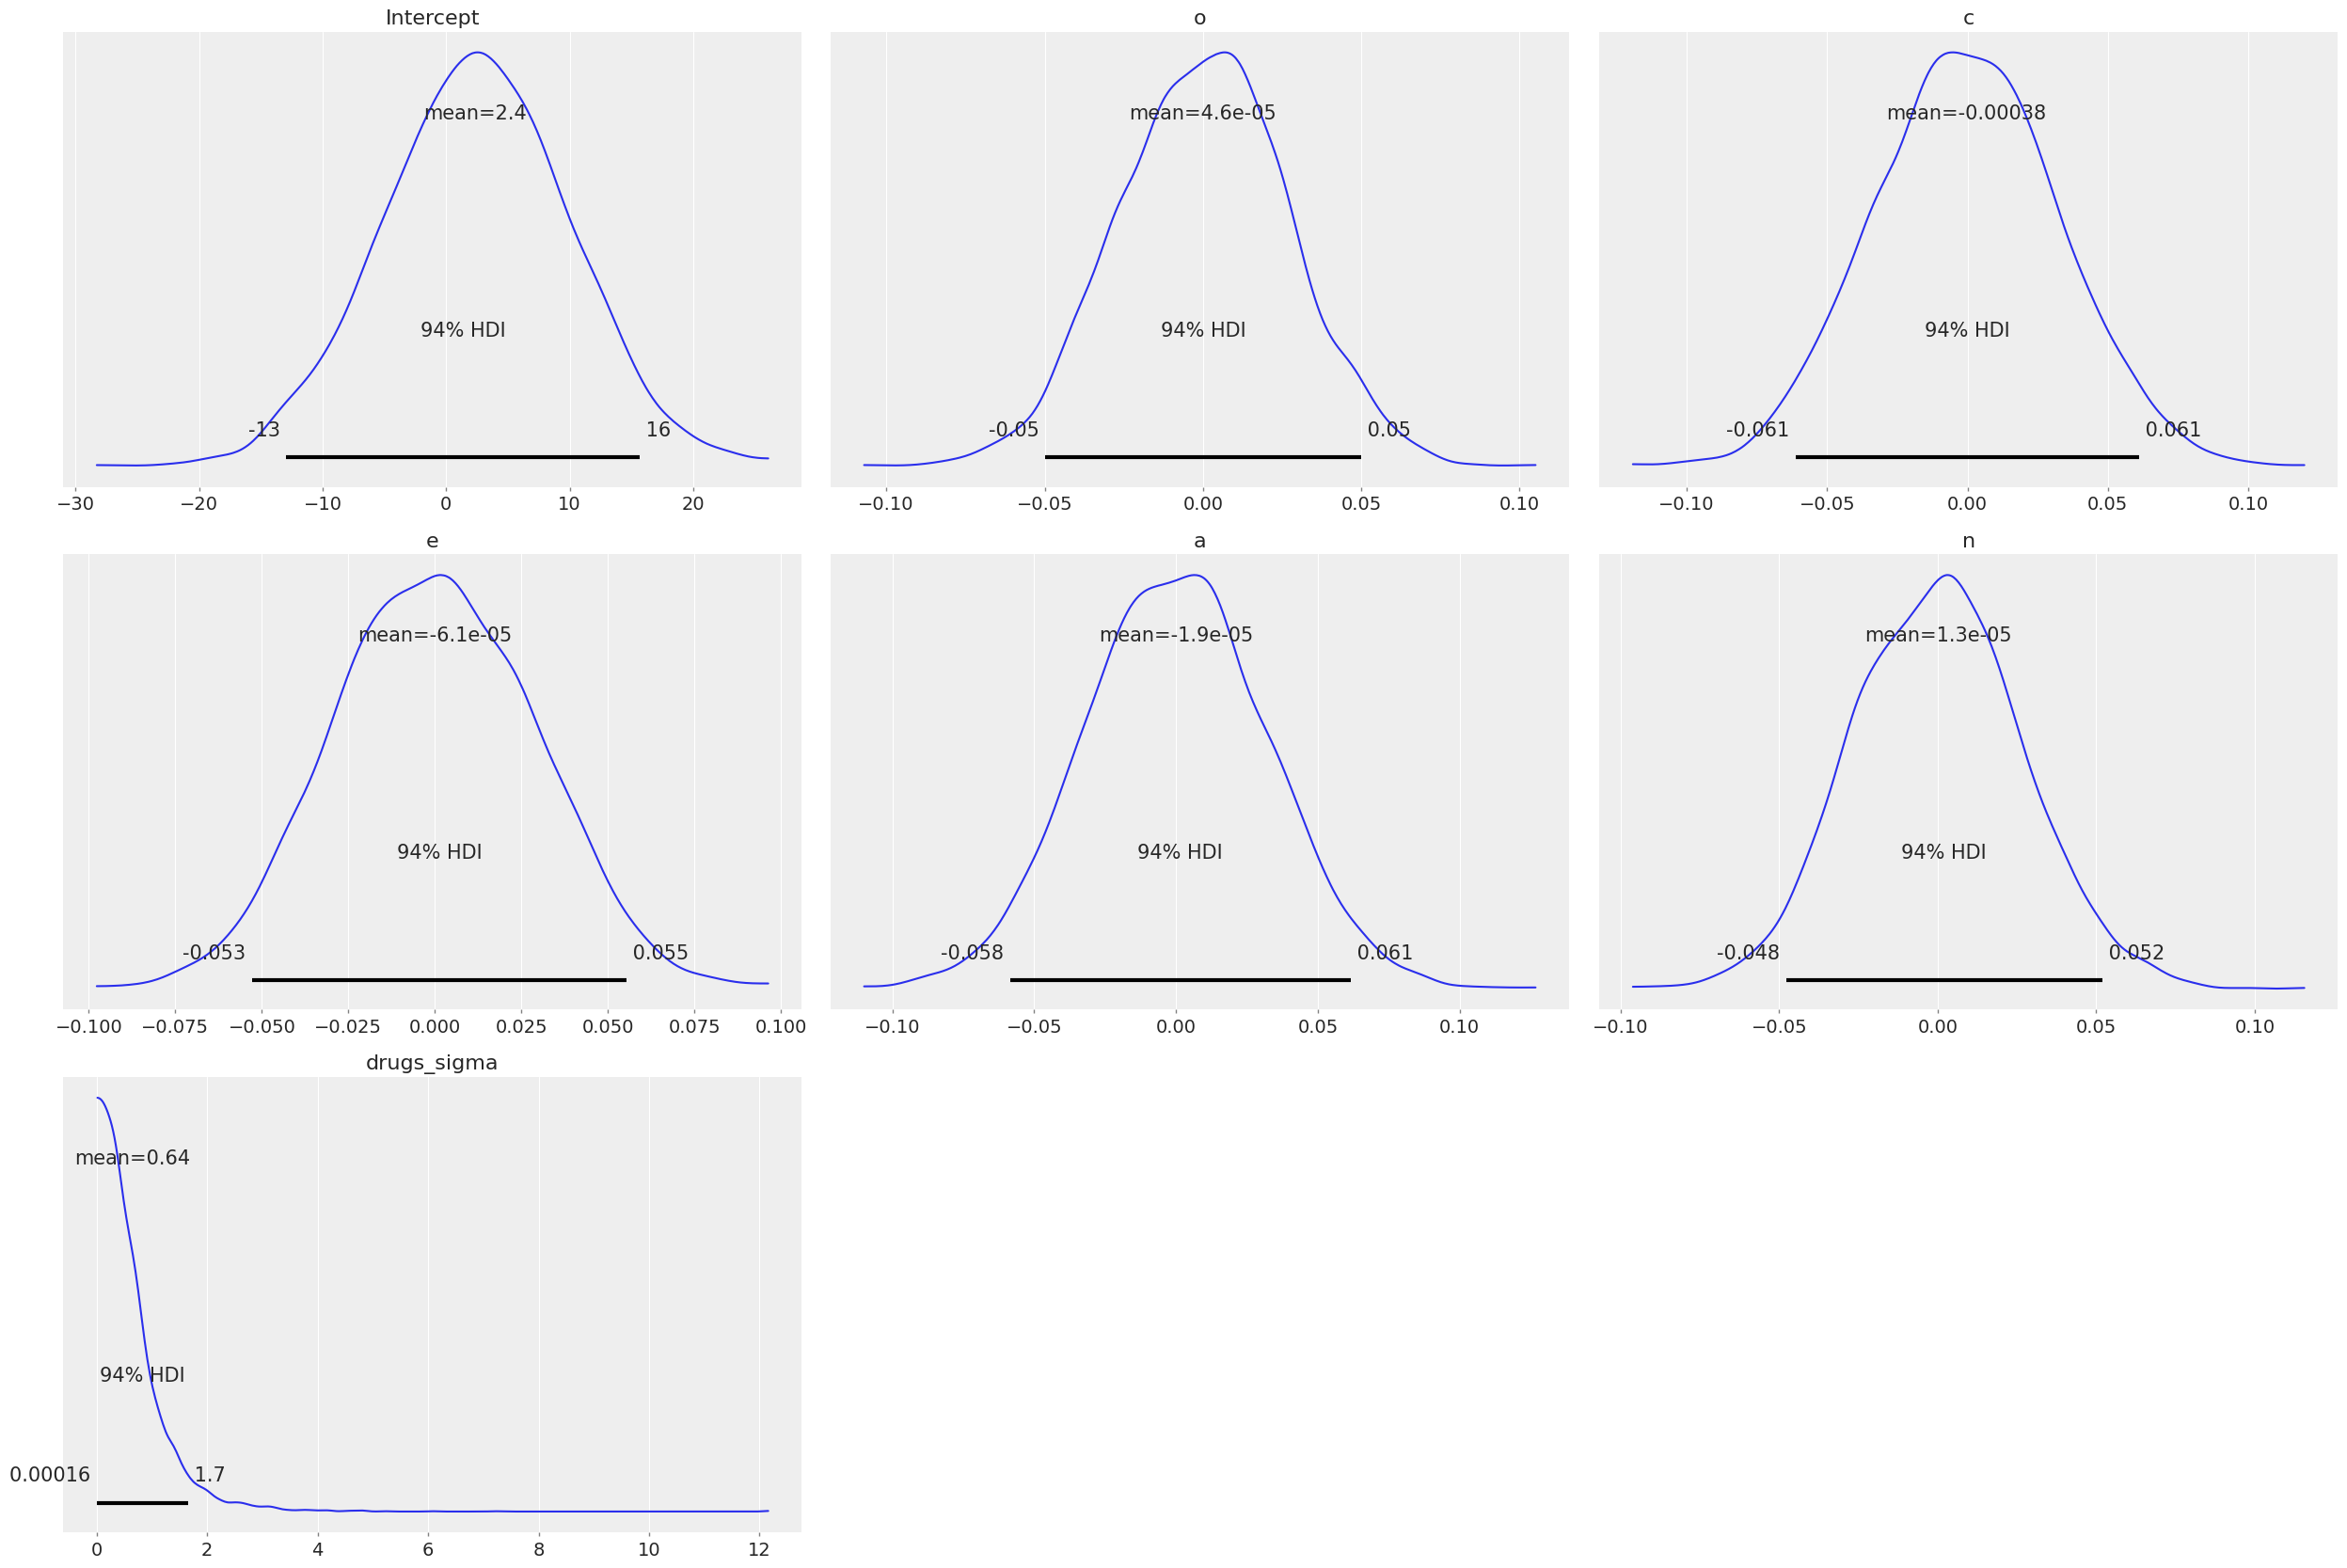 Intercept
mean=2.4
94% HDI
-13 16
−30 −20 −10 0 10 20
o
mean=4.6e-05
94% HDI
-0.05 0.05
−0.10 −0.05 0.00 0.05 0.10
c
mean=-0.00038
94% HDI
-0.061 0.061
−0.10 −0.05 0.00 0.05 0.10
e
mean=-6.1e-05
94% HDI
-0.053 0.055
−0.100 −0.075 −0.050 −0.025 0.000 0.025 0.050 0.075 0.100
a
mean=-1.9e-05
94% HDI
-0.058 0.061
−0.10 −0.05 0.00 0.05 0.10
n
mean=1.3e-05
94% HDI
-0.048 0.052
−0.10 −0.05 0.00 0.05 0.10
drugs_sigma
mean=0.64
94% HDI
0.00016 1.7
0 2 4 6 8 10 12